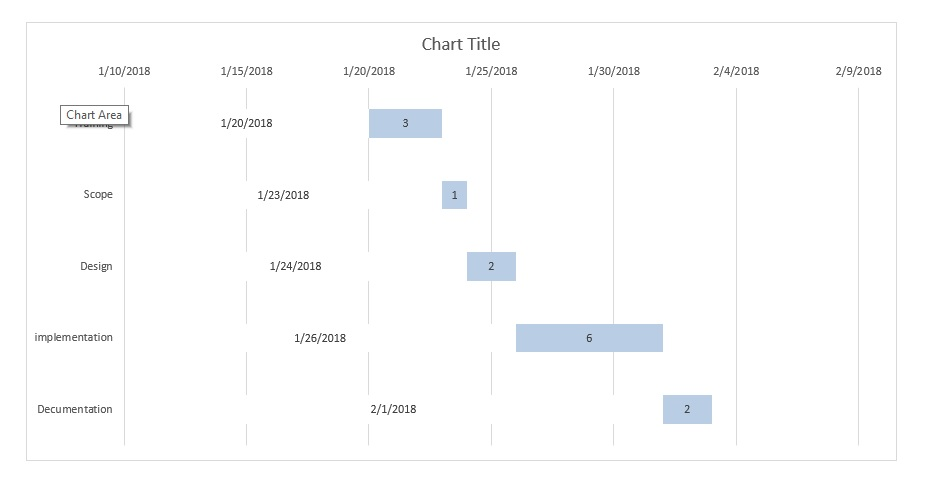 Chart Title
1/10/2018 1/15/2018 1/20/2018 1/25/2018 1/30/2018 2/4/2018 2/9/2018
Chart Area
1/20/2018 3
Scope 1/23/2018 1
Design 1/24/2018 2
implementation 1/26/2018 6
Decumentation 2/1/2018 2